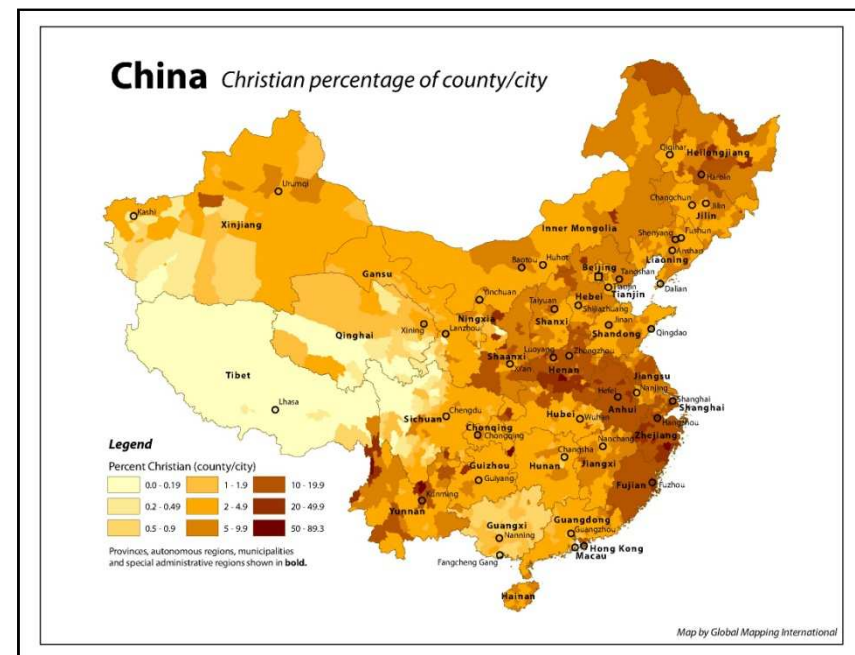 China Christian percentage of county/city
Qiqihar
Heilongjiang
Harbin
Changchun
Jilin
Jilin
Urumqi
Kashi
Xinjiang
Inner Mongolia
Shenyang
Fushun
Anshan
Liaoning
Gansu
Baotou
Huhot
Beijing
Tangshan
Tianjin
Tianjin
Dalian
Yinchuan
Hebei
Taiyuan
Shijiazhuang
Ningxia
Qinghai
Xining
Lanzhou
Shanxi
Jinan
Shandong
Qingdao
Luoyang
Zhongzhou
Shaanxi
Xi'an
Henan
Tibet
Jiangsu
Lhasa
Hefei
Nanjing
Shanghai
Shanghai
Anhui
Sichuan
Chengdu
Hubei
Wuhan
Hangzhou
Chongqing
Chongqing
Zhejiang
Nanchang
Changsha
Guizhou
Hunan
Jiangxi
Guiyang
Fujian
Fuzhou
Kunming
Yunnan
Guangxi
Guangdong
Guangzhou
Nanning
Hong Kong
Macau
Fangcheng Gang
Hainan
Legend
Percent Christian (county/city)
0.0 - 0.19 1 - 1.9 10 - 19.9
0.2 - 0.49 2 - 4.9 20 - 49.9
0.5 - 0.9 5 - 9.9 50 - 89.3
Provinces, autonomous regions, municipalities
and special administrative regions shown in bold.
Map by Global Mapping International